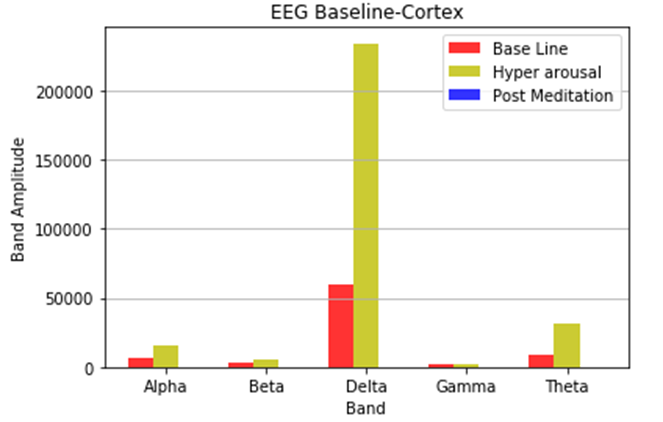 EEG Baseline-Cortex
Base Line
Hyper arousal
Post Meditation
Band Amplitude
200000
150000
100000
50000
0
Alpha Beta Delta Gamma Theta
Band